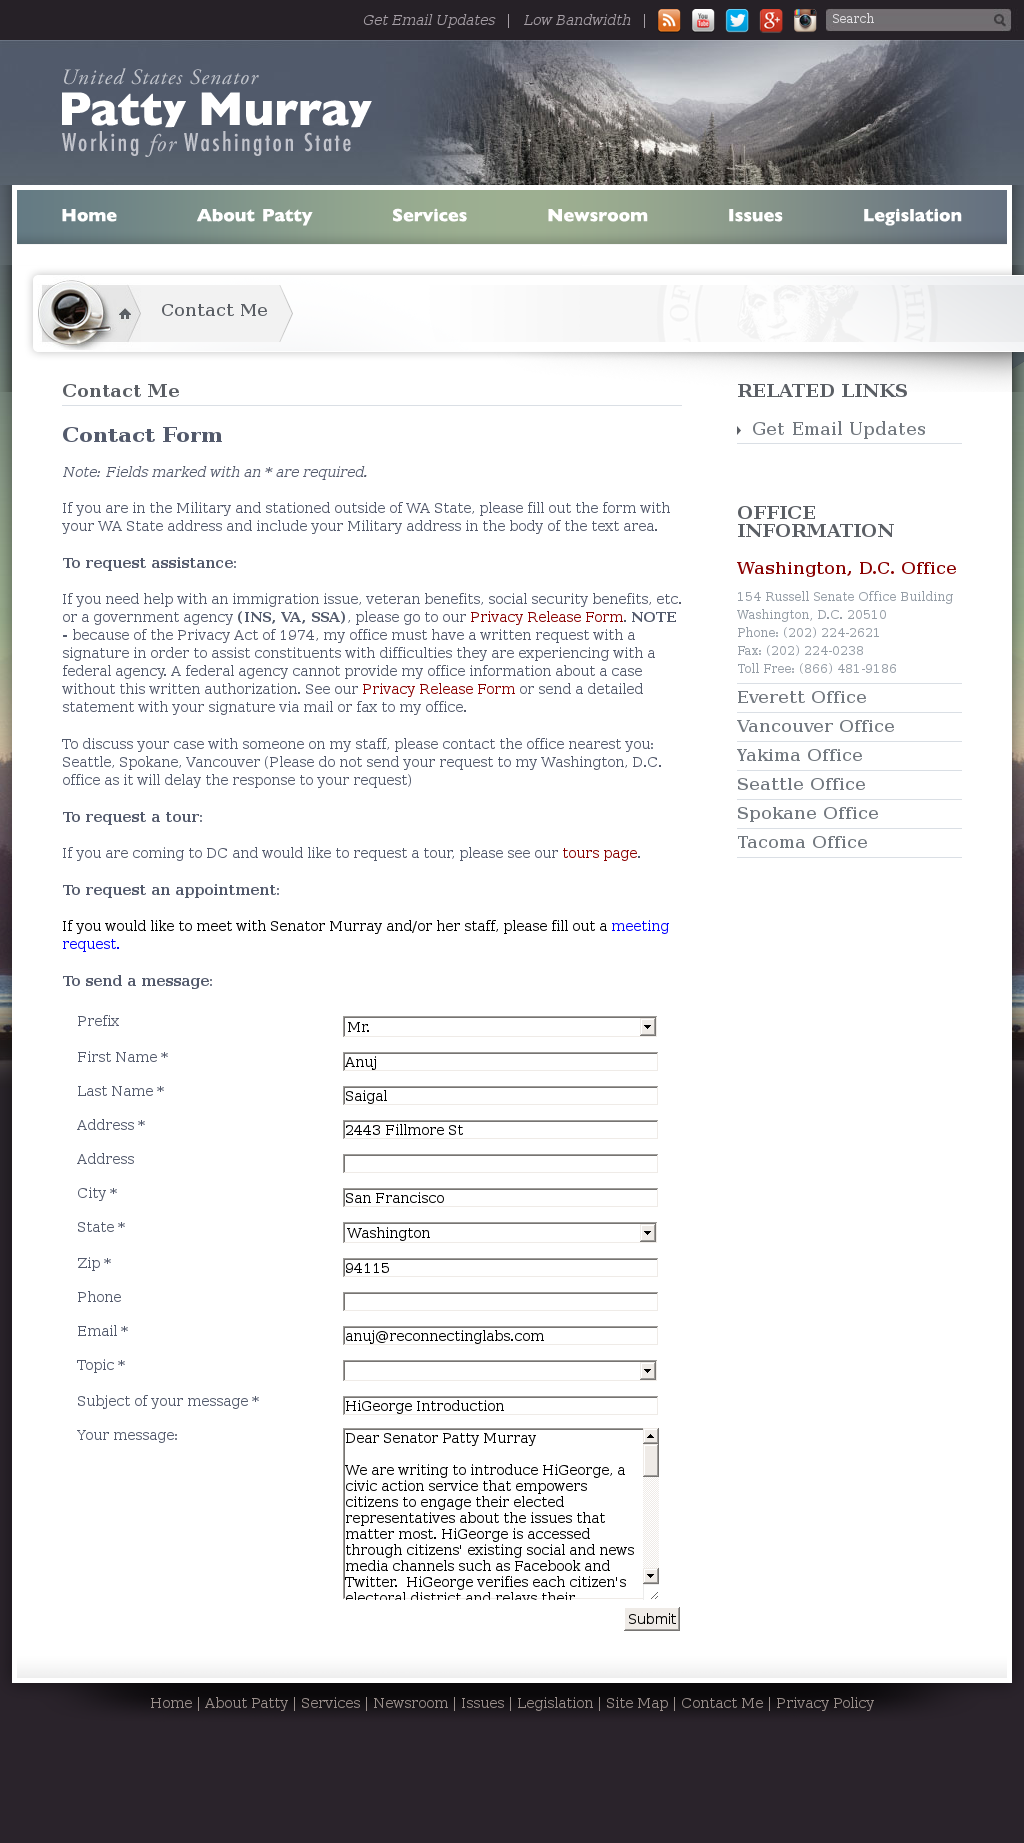 Get Email Updates | Low Bandwidth | Search
United States Senator
Patty Murray
Working for Washington State
Home About Patty Services Newsroom Issues Legislation
Contact Me
Contact Me
Contact Form
Note: Fields marked with an * are required.
If you are in the Military and stationed outside of WA State, please fill out the form with
your WA State address and include your Military address in the body of the text area.
To request assistance:
If you need help with an immigration issue, veteran benefits, social security benefits, etc.
or a government agency (INS, VA, SSA), please go to our Privacy Release Form. NOTE
- because of the Privacy Act of 1974, my office must have a written request with a
signature in order to assist constituents with difficulties they are experiencing with a
federal agency. A federal agency cannot provide my office information about a case
without this written authorization. See our Privacy Release Form or send a detailed
statement with your signature via mail or fax to my office.
To discuss your case with someone on my staff, please contact the office nearest you:
Seattle, Spokane, Vancouver (Please do not send your request to my Washington, D.C.
office as it will delay the response to your request)
To request a tour:
If you are coming to DC and would like to request a tour, please see our tours page.
To request an appointment:
If you would like to meet with Senator Murray and/or her staff, please fill out a meeting
request.
To send a message:
Prefix Mr.
First Name * Anuj
Last Name * Saigal
Address * 2443 Fillmore St
Address
City * San Francisco
State * Washington
Zip * 94115
Phone
Email * anuj@reconnectinglabs.com
Topic *
Subject of your message * HiGeorge Introduction
Your message:
Dear Senator Patty Murray
We are writing to introduce HiGeorge, a
civic action service that empowers
citizens to engage their elected
representatives about the issues that
matter most. HiGeorge is accessed
through citizens' existing social and news
media channels such as Facebook and
Twitter.  HiGeorge verifies each citizen's
electoral district and relays their
Submit
RELATED LINKS
Get Email Updates
OFFICE
INFORMATION
Washington, D.C. Office
154 Russell Senate Office Building
Washington, D.C. 20510
Phone: (202) 224-2621
Fax: (202) 224-0238
Toll Free: (866) 481-9186
Everett Office
Vancouver Office
Yakima Office
Seattle Office
Spokane Office
Tacoma Office
Home | About Patty | Services | Newsroom | Issues | Legislation | Site Map | Contact Me | Privacy Policy